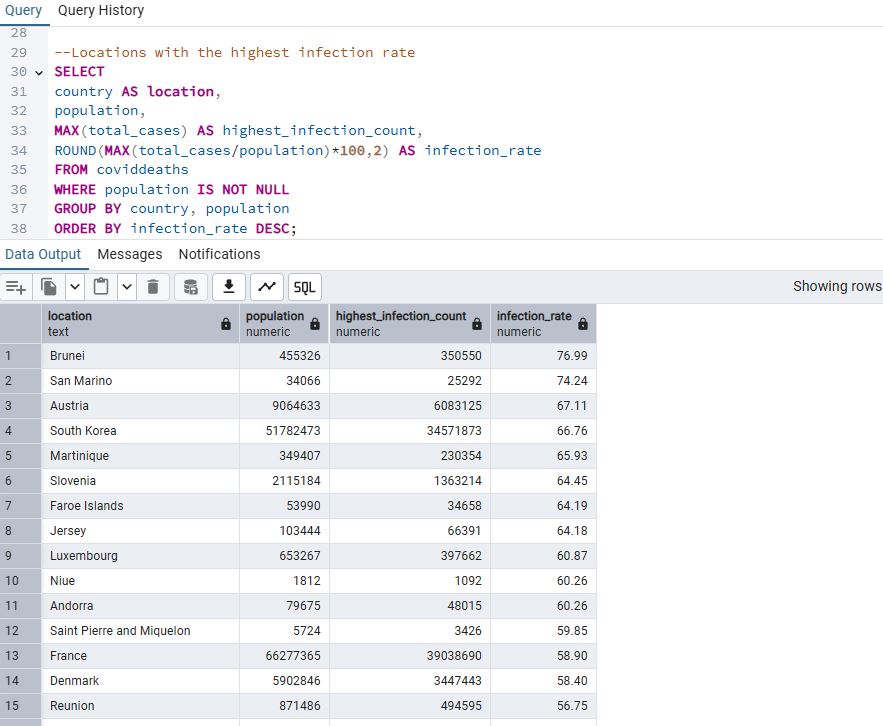 Query Query History
28
29 --Locations with the highest infection rate
30 SELECT
31 country AS location,
32 population,
33 MAX(total_cases) AS highest_infection_count,
34 ROUND(MAX(total_cases/population)*100,2) AS infection_rate
35 FROM coviddeaths
36 WHERE population IS NOT NULL
37 GROUP BY country, population
38 ORDER BY infection_rate DESC;
Data Output Messages Notifications
SQL Showing rows
location population highest_infection_count infection_rate
text numeric numeric numeric
1 Brunei 455326 350550 76.99
2 San Marino 34066 25292 74.24
3 Austria 9064633 6083125 67.11
4 South Korea 51782473 34571873 66.76
5 Martinique 349407 230354 65.93
6 Slovenia 2115184 1363214 64.45
7 Faroe Islands 53990 34658 64.19
8 Jersey 103444 66391 64.18
9 Luxembourg 653267 397662 60.87
10 Niue 1812 1092 60.26
11 Andorra 79675 48015 60.26
12 Saint Pierre and Miquelon 5724 3426 59.85
13 France 66277365 39038690 58.90
14 Denmark 5902846 3447443 58.40
15 Reunion 871486 494595 56.75